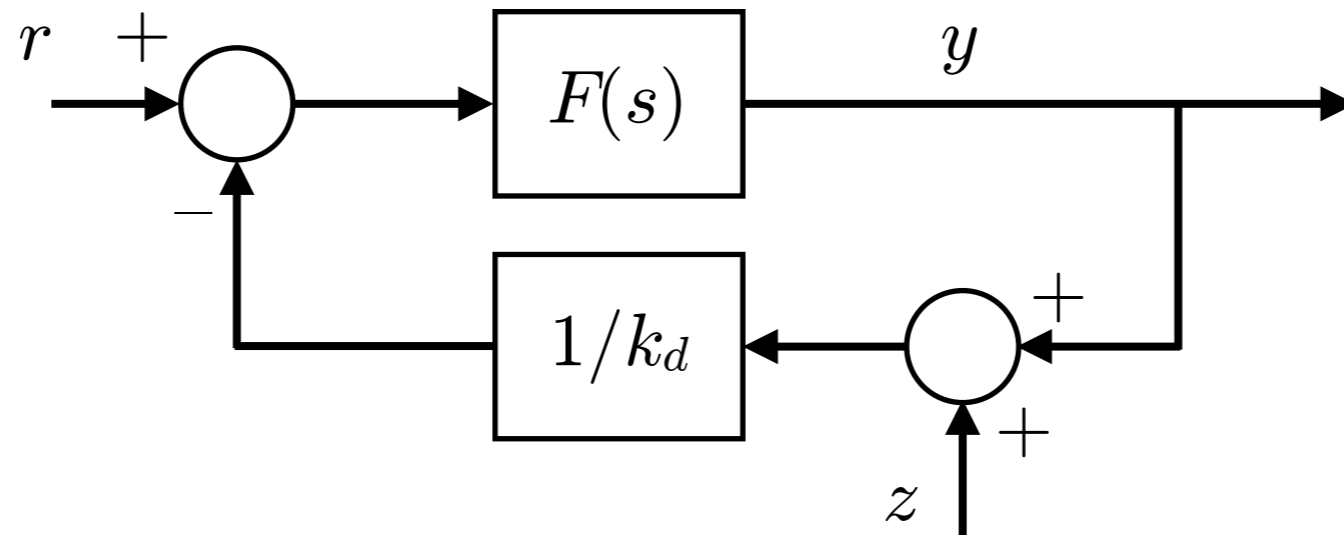 r + F(s) y
−
1/k_d +
+
z